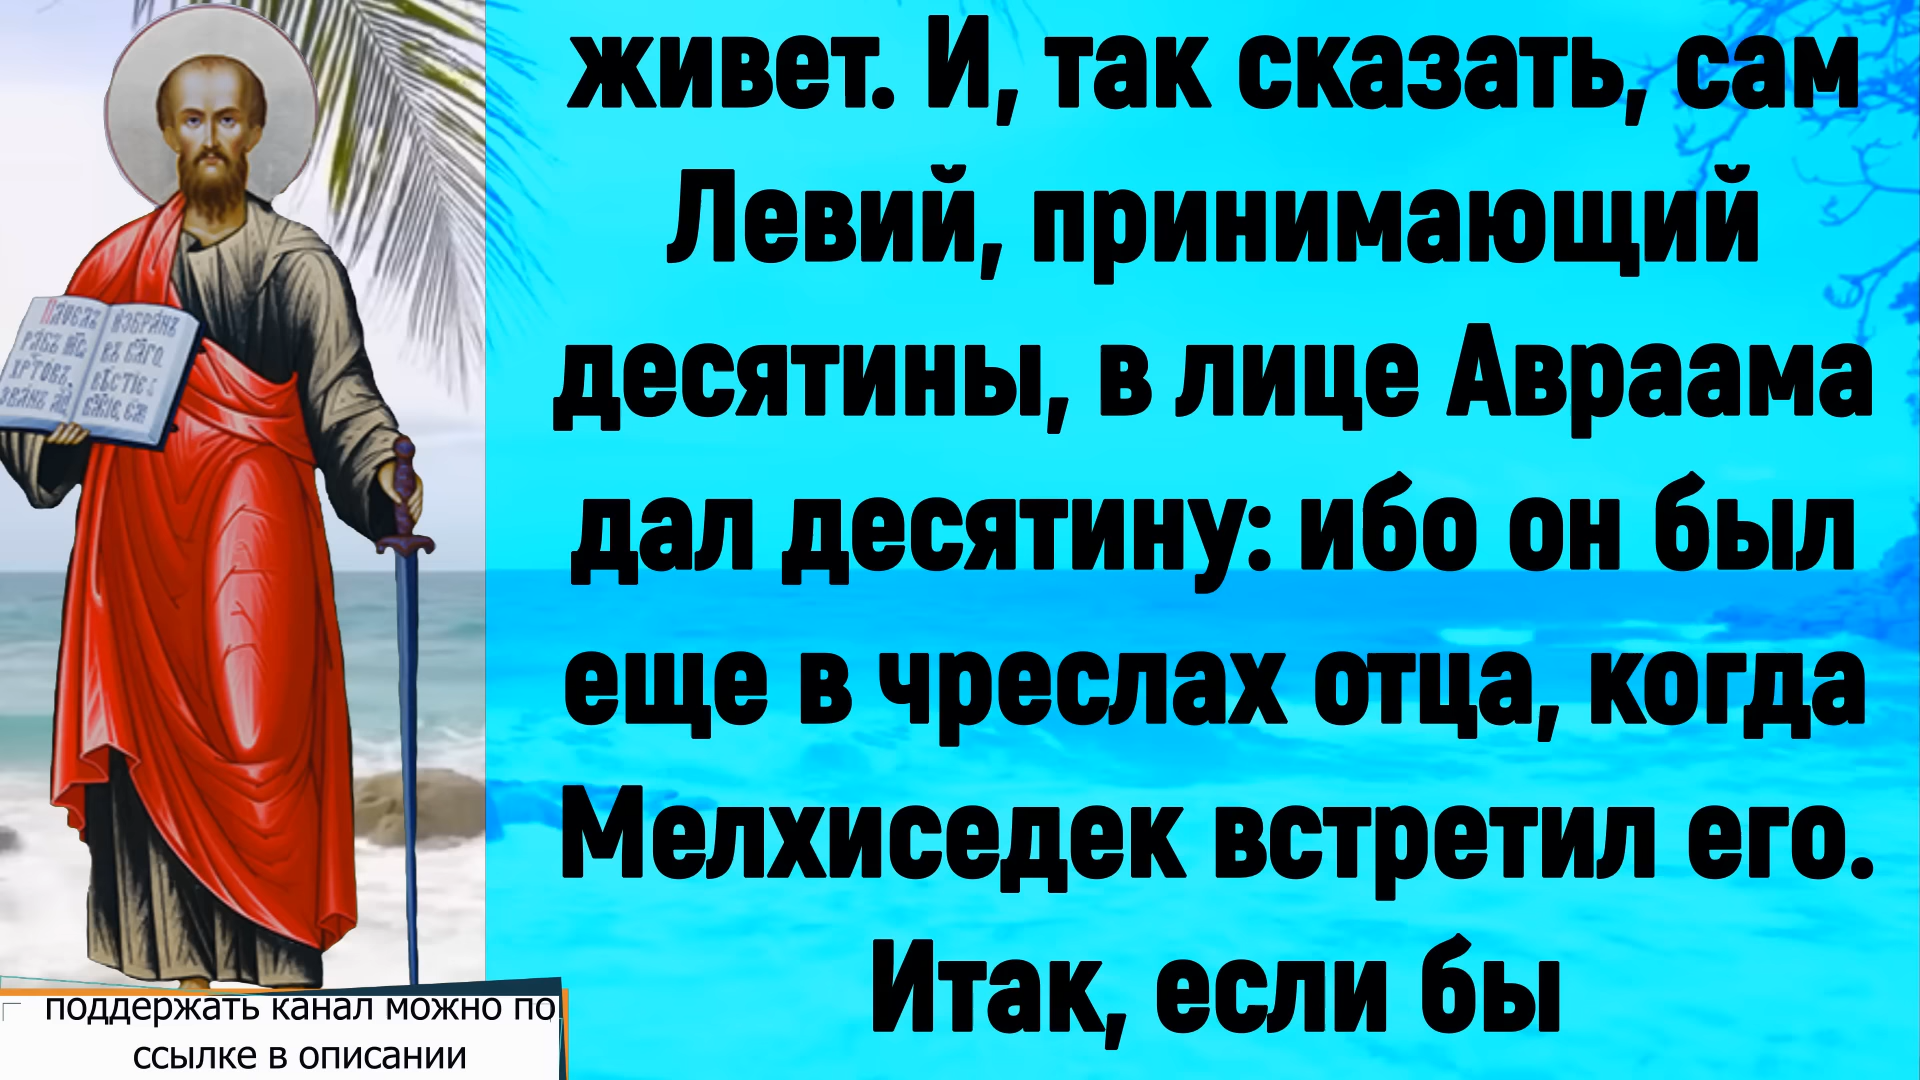 живет. И, так сказать, сам
Левий, принимающий
десятины, в лице Авраама
дал десятину: ибо он был
еще в чреслах отца, когда
Мелхиседек встретил его.
Итак, если бы
поддержать канал можно по
ссылке в описании